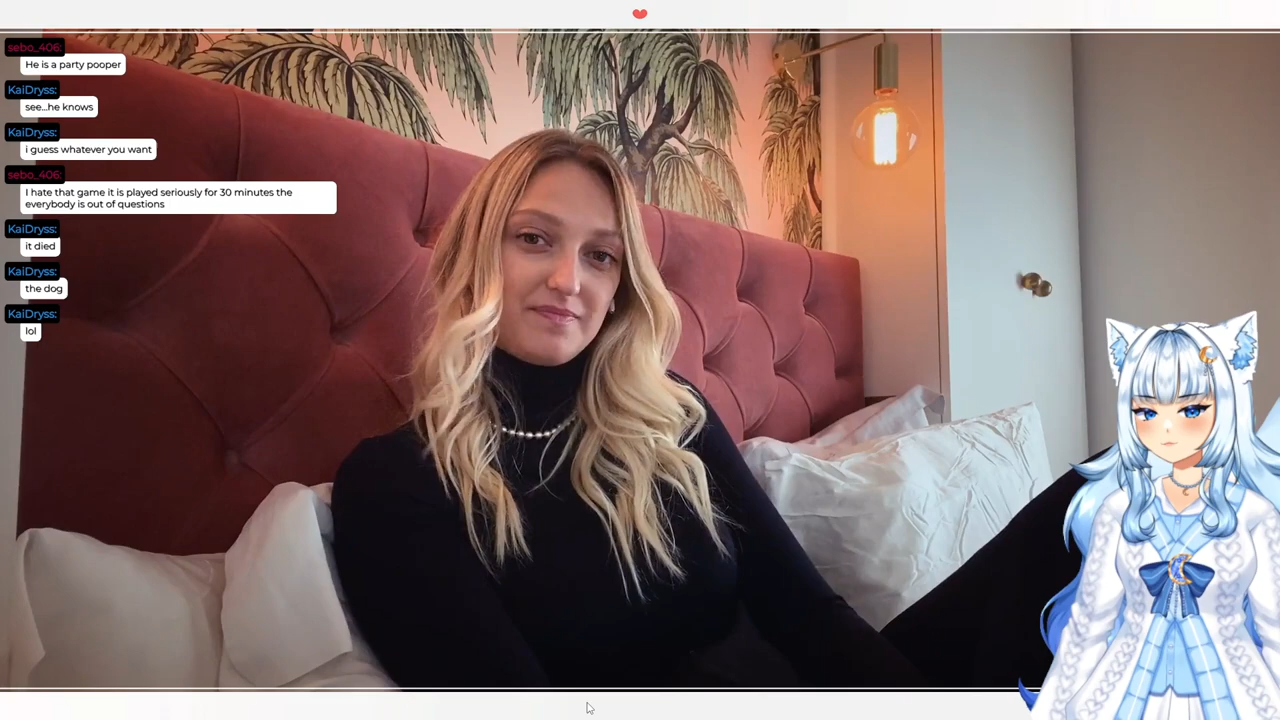 sebo_406:
He is a party pooper
KaiDryss:
see...he knows
KaiDryss:
i guess whatever you want
sebo_406:
I hate that game it is played seriously for 30 minutes the
everybody is out of questions
KaiDryss:
it died
KaiDryss:
the dog
KaiDryss:
lol